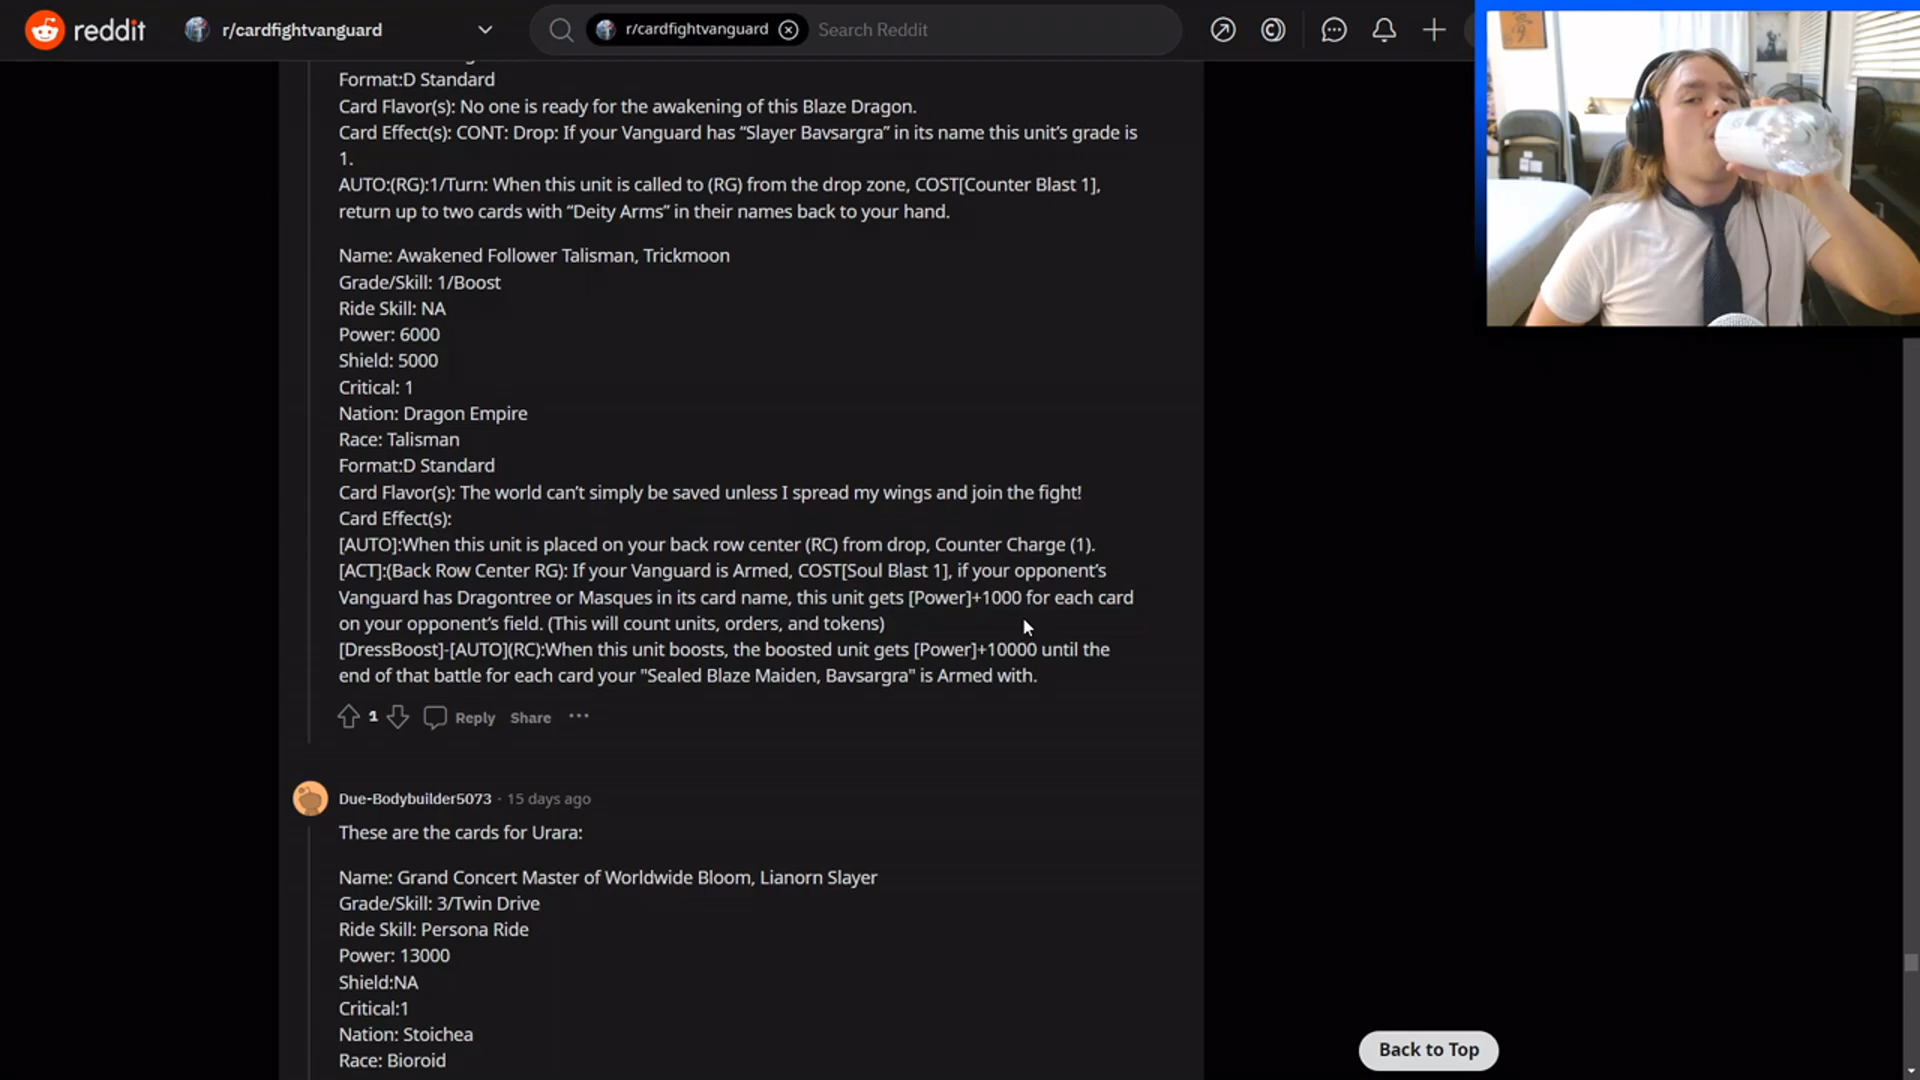 reddit
r/cardfightvanguard
r/cardfightvanguard
Search Reddit
Format:D Standard
Card Flavor(s): No one is ready for the awakening of this Blaze Dragon.
Card Effect(s): CONT: Drop: If your Vanguard has “Slayer Bavsargra” in its name this unit’s grade is
1.
AUTO:(RG):1/Turn: When this unit is called to (RG) from the drop zone, COST[Counter Blast 1],
return up to two cards with “Deity Arms” in their names back to your hand.
Name: Awakened Follower Talisman, Trickmoon
Grade/Skill: 1/Boost
Ride Skill: NA
Power: 6000
Shield: 5000
Critical: 1
Nation: Dragon Empire
Race: Talisman
Format:D Standard
Card Flavor(s): The world can’t simply be saved unless I spread my wings and join the fight!
Card Effect(s):
[AUTO]:When this unit is placed on your back row center (RC) from drop, Counter Charge (1).
[ACT]:(Back Row Center RG): If your Vanguard is Armed, COST[Soul Blast 1], if your opponent’s
Vanguard has Dragontree or Masques in its card name, this unit gets [Power]+1000 for each card
on your opponent’s field. (This will count units, orders, and tokens)
[DressBoost]-[AUTO](RC):When this unit boosts, the boosted unit gets [Power]+10000 until the
end of that battle for each card your "Sealed Blaze Maiden, Bavsargra" is Armed with.
1
Reply
Share
Due-Bodybuilder5073 · 15 days ago
These are the cards for Urara:
Name: Grand Concert Master of Worldwide Bloom, Lianorn Slayer
Grade/Skill: 3/Twin Drive
Ride Skill: Persona Ride
Power: 13000
Shield:NA
Critical:1
Nation: Stoichea
Race: Bioroid
Back to Top